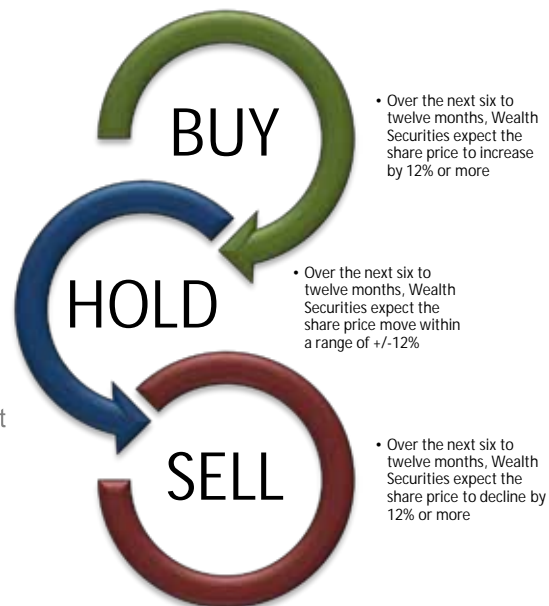 BUY
• Over the next six to
twelve months, Wealth
Securities expect the
share price to increase
by 12% or more
HOLD
• Over the next six to
twelve months, Wealth
Securities expect the
share price move within
a range of +/-12%
SELL
• Over the next six to
twelve months, Wealth
Securities expect the
share price to decline by
12% or more